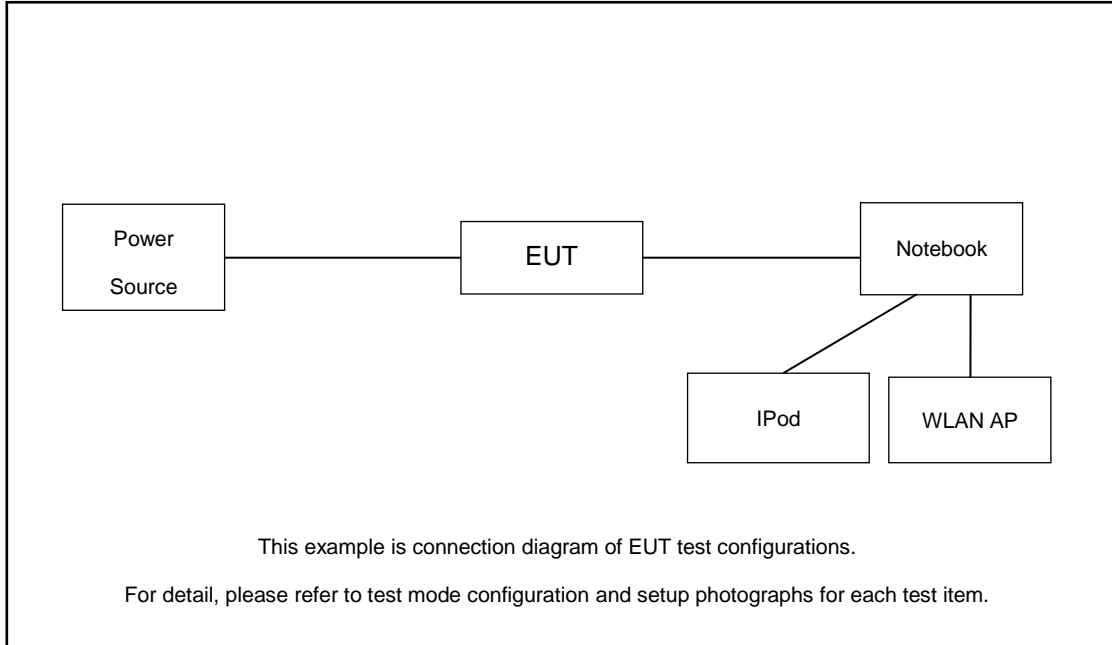 Power
Source
EUT
Notebook
IPod
WLAN AP
This example is connection diagram of EUT test configurations.
For detail, please refer to test mode configuration and setup photographs for each test item.